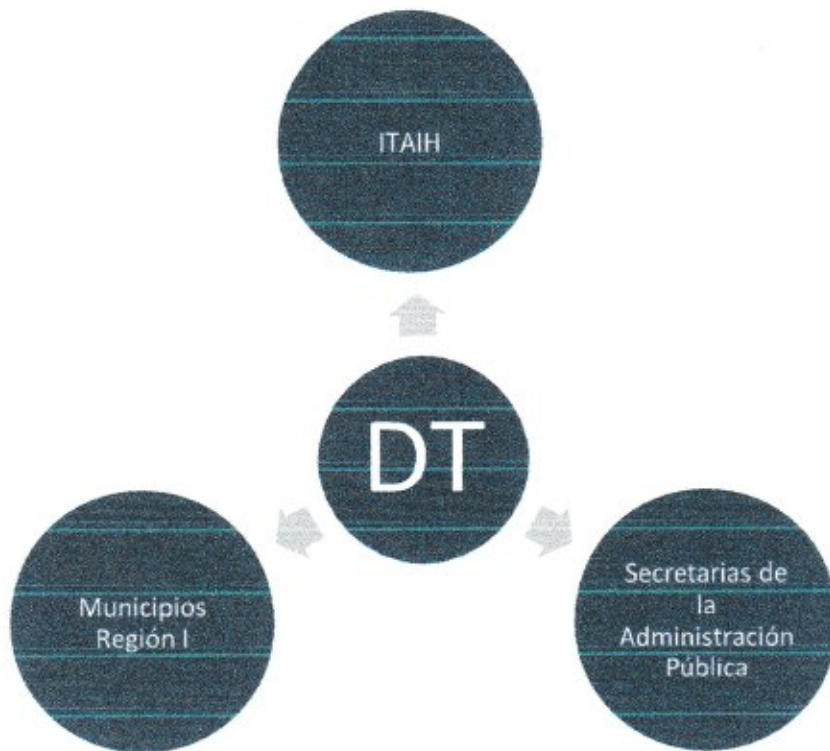 ITAIH
DT
Municipios
Región I
Secretarias de
la
Administración
Pública